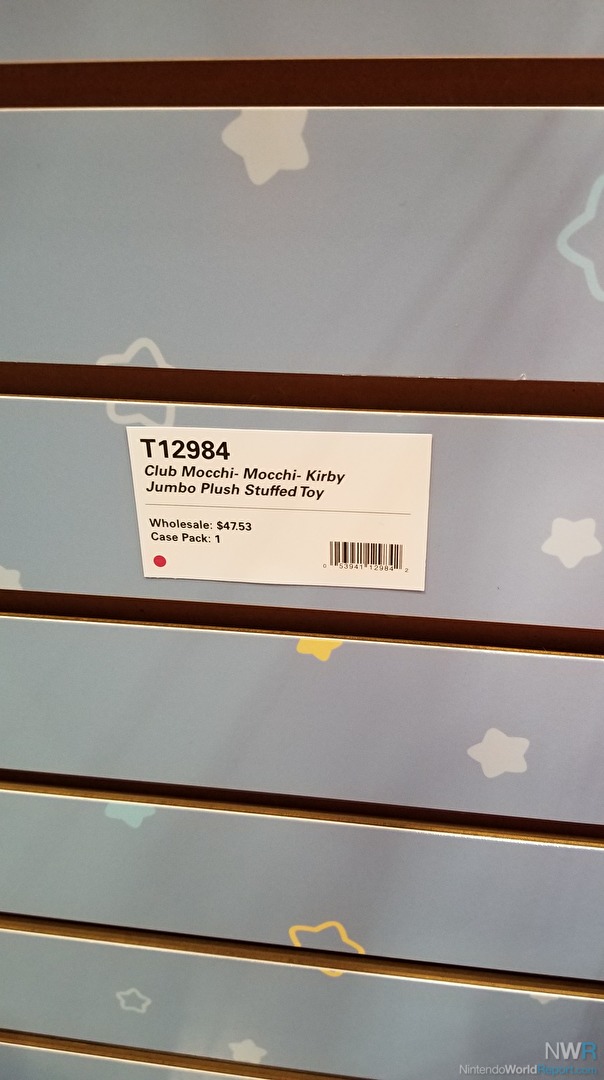 T12984
Club Mocchi- Mocchi- Kirby
Jumbo Plush Stuffed Toy
Wholesale: $47.53
Case Pack: 1
0 53941 12984 2
NWR
NintendoWorldReport.com